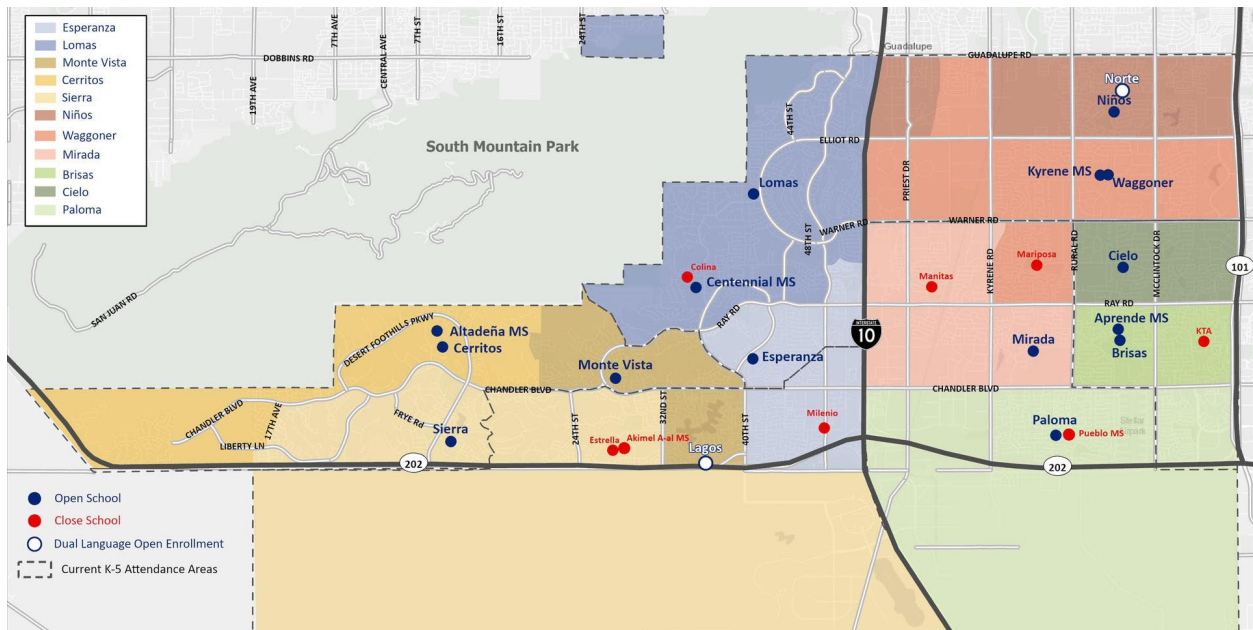 Esperanza
Lomas
Monte Vista
Cerritos
Sierra
Niños
Waggoner
Mirada
Brisas
Cielo
Paloma
19TH AVE
7TH AVE
CENTRAL AVE
7TH ST
16TH ST
24TH ST
DOBBINS RD
Guadalupe
GUADALUPE RD
Norte
Niños
44TH ST
ELLIOT RD
South Mountain Park
PRIEST DR
Kyrene MS
Waggoner
Lomas
WARNER RD
WARNER RD
48TH ST
KYRENE RD
RURAL RD
MCCLINTOCK DR
Mariposa
Cielo
101
Colina
Centennial MS
Manitas
SAN JUAN RD
RAY RD
RAY RD
DESERT FOOTHILLS PKWY
Altadeña MS
Cerritos
INTERSTATE
10
Aprende MS
Brisas
KTA
Mirada
Monte Vista
Esperanza
CHANDLER BLVD
CHANDLER BLVD
CHANDLER BLVD
17TH AVE
FRYE Rd
LIBERTY LN
Sierra
24TH ST
32ND ST
40TH ST
Estrella
Akimel A-al MS
Lagos
Milenio
Paloma
Pueblo MS
Stellar
Airpark
202
202
Open School
Close School
Dual Language Open Enrollment
Current K-5 Attendance Areas